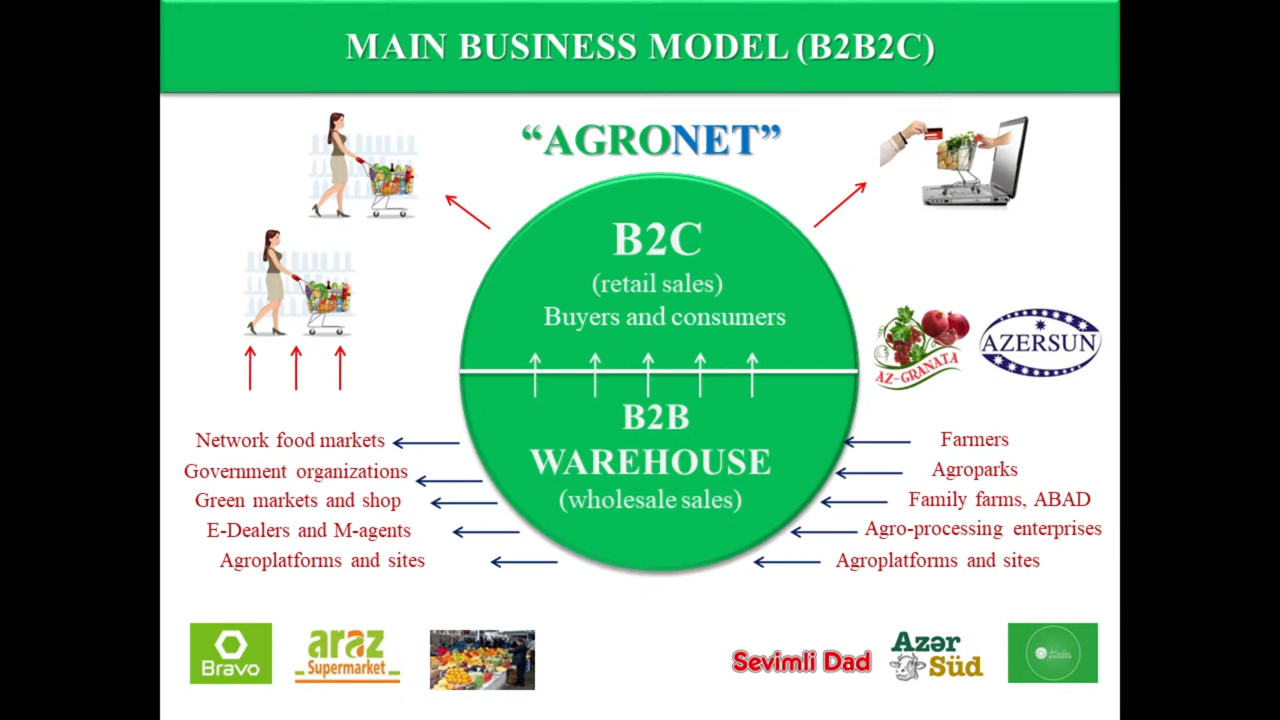 MAIN BUSINESS MODEL (B2B2C)
“AGRONET”
B2C
(retail sales)
Buyers and consumers
B2B
WAREHOUSE
(wholesale sales)
Network food markets
Government organizations
Green markets and shop
E-Dealers and M-agents
Agroplatforms and sites
AZ-GRANATA
AZERSUN
Farmers
Agroparks
Family farms, ABAD
Agro-processing enterprises
Agroplatforms and sites
Bravo
araz
Supermarket
Sevimli Dad
Azər
Süd